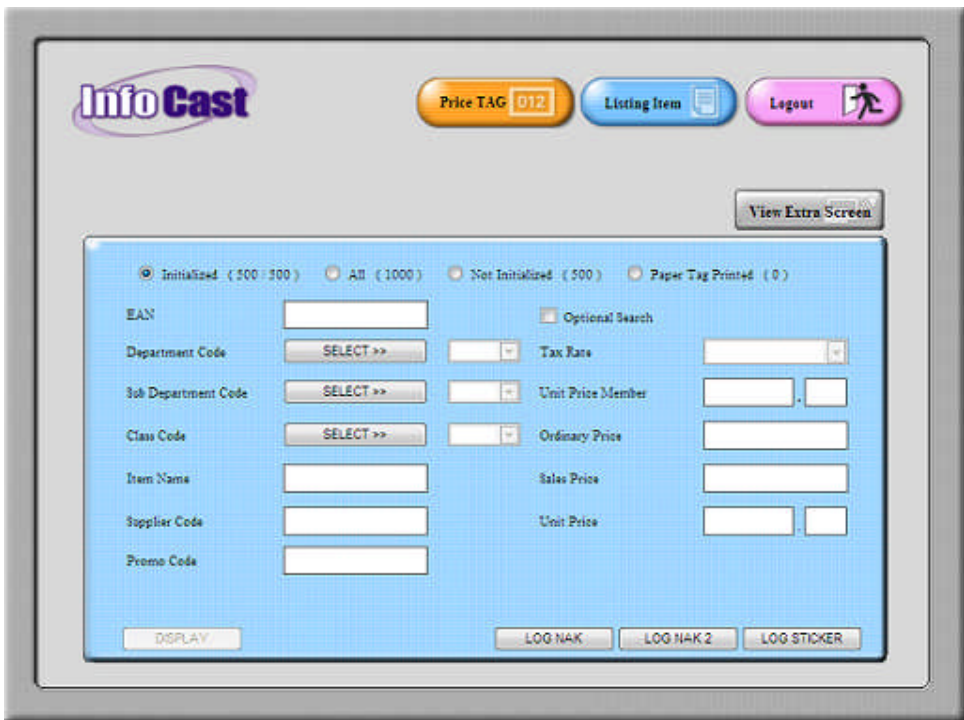 Info Cast
Price TAG 012
Listing Item
Logout
View Extra Screen
Initialized ( 500 / 500 ) All ( 1000 ) Not Initialized ( 500 ) Paper Tag Printed ( 0 )
EAN
Optional Search
Department Code SELECT >> Tax Rate
Sub Department Code SELECT >> Unit Price Member .
Class Code SELECT >> Ordinary Price
Item Name Sales Price
Supplier Code Unit Price .
Promo Code
DISPLAY LOG NAK LOG NAK 2 LOG STICKER